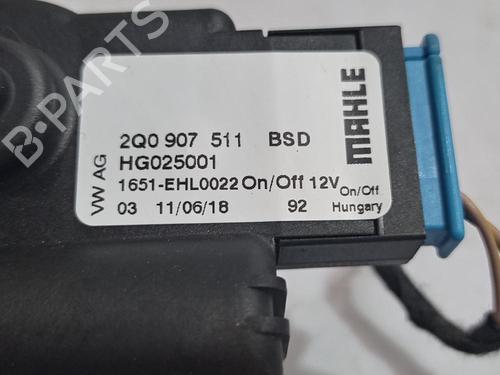 2Q0 907 511 BSD
HG025001
1651-EHL0022 On/Off 12V On/Off
03 11/06/18 92 Hungary
VW AG
MAHLE
B-PARTS